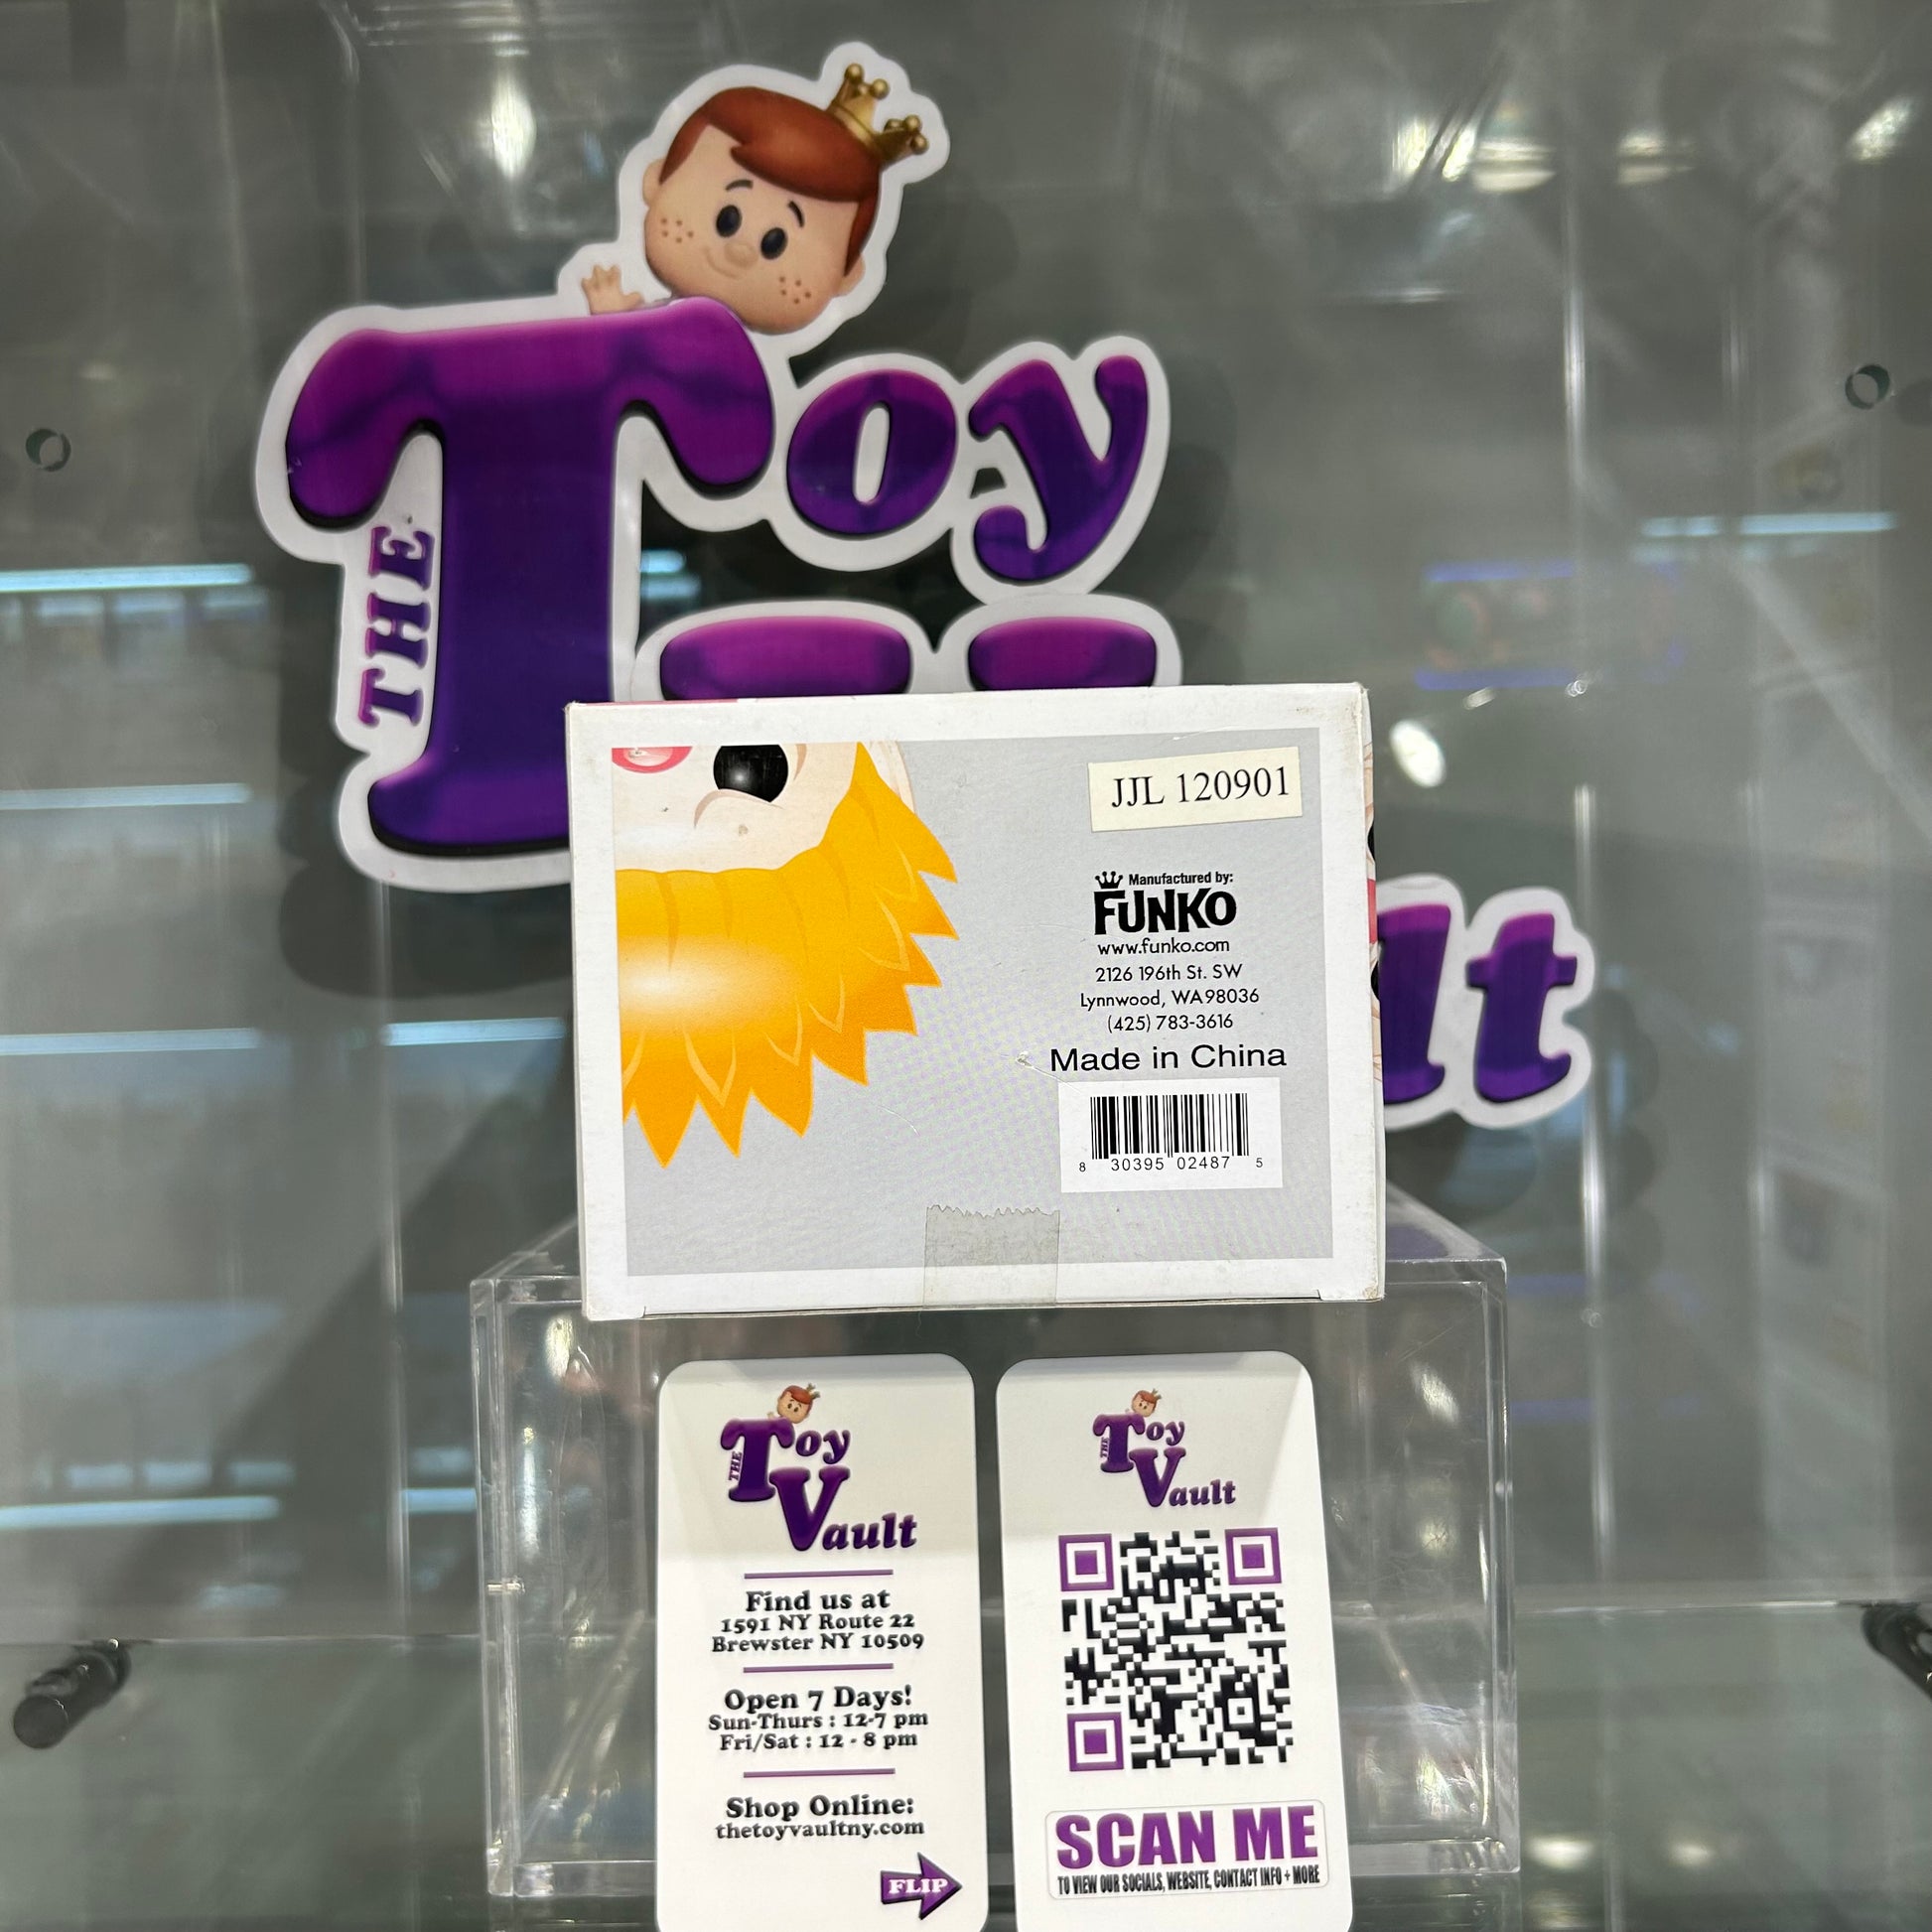 THE Toy
lt
JJL 120901
Manufactured by:
FUNKO
www.funko.com
2126 196th St. SW
Lynnwood, WA 98036
(425) 783-3616
Made in China
8 30395 02487 5
THE Toy
Vault
Find us at
1591 NY Route 22
Brewster NY 10509
Open 7 Days!
Sun-Thurs : 12-7 pm
Fri/Sat : 12 - 8 pm
Shop Online:
thetoyvaultny.com
FLIP
THE Toy
Vault
SCAN ME
TO VIEW OUR SOCIALS, WEBSITE, CONTACT INFO + MORE